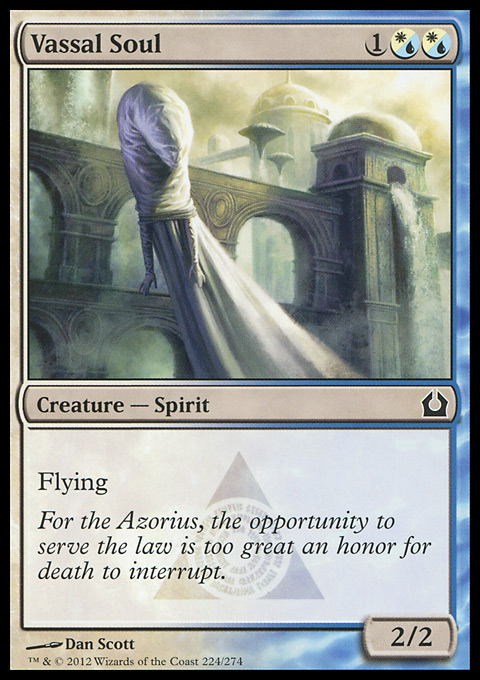 Vassal Soul 1
Creature — Spirit
Flying
For the Azorius, the opportunity to
serve the law is too great an honor for
death to interrupt.
2/2
Dan Scott
™ & © 2012 Wizards of the Coast 224/274